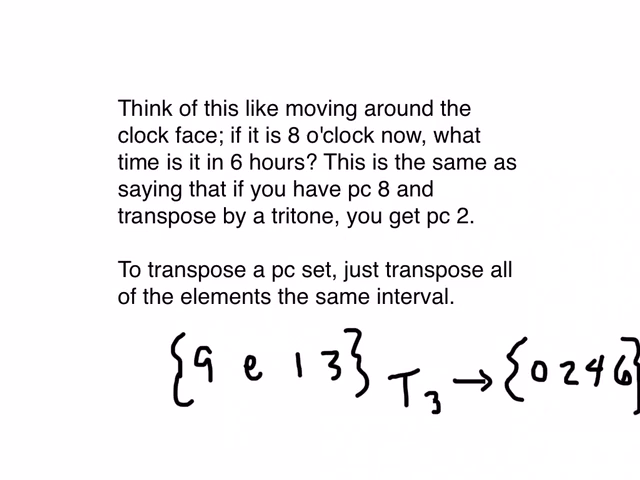 Think of this like moving around the
clock face; if it is 8 o'clock now, what
time is it in 6 hours? This is the same as
saying that if you have pc 8 and
transpose by a tritone, you get pc 2.
To transpose a pc set, just transpose all
of the elements the same interval.
{9 e 1 3} T3 → {0 2 4 6}